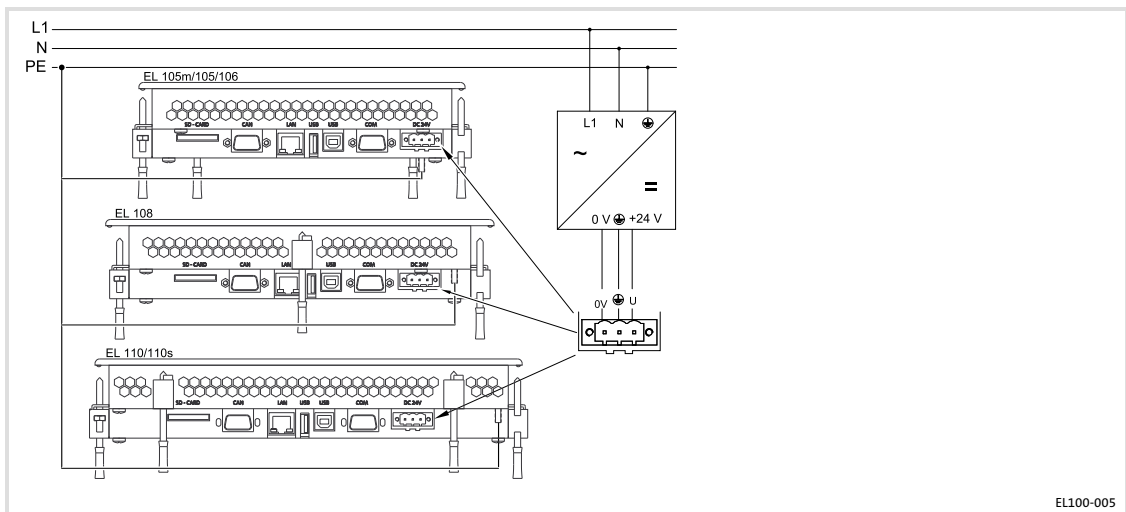 L1
N
PE
EL 105m/105/106
SD-CARD CAN LAN USB USB COM DC 24V
L1 N
~
=
0 V +24 V
EL 108
SD-CARD CAN LAN USB COM DC 24V
0V U
EL 110/110s
SD-CARD CAN LAN USB USB COM DC 24V
EL100-005